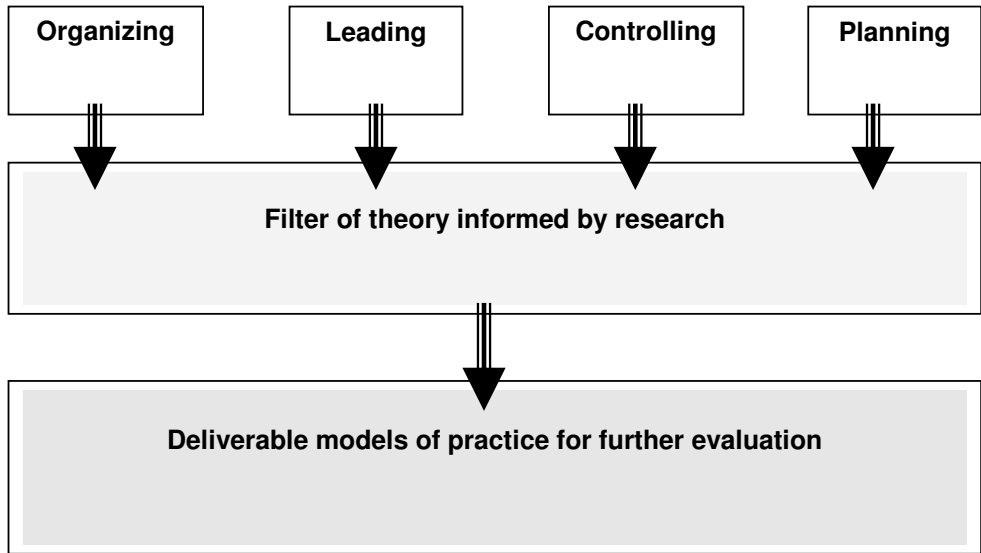 Organizing
Leading
Controlling
Planning
Filter of theory informed by research
Deliverable models of practice for further evaluation